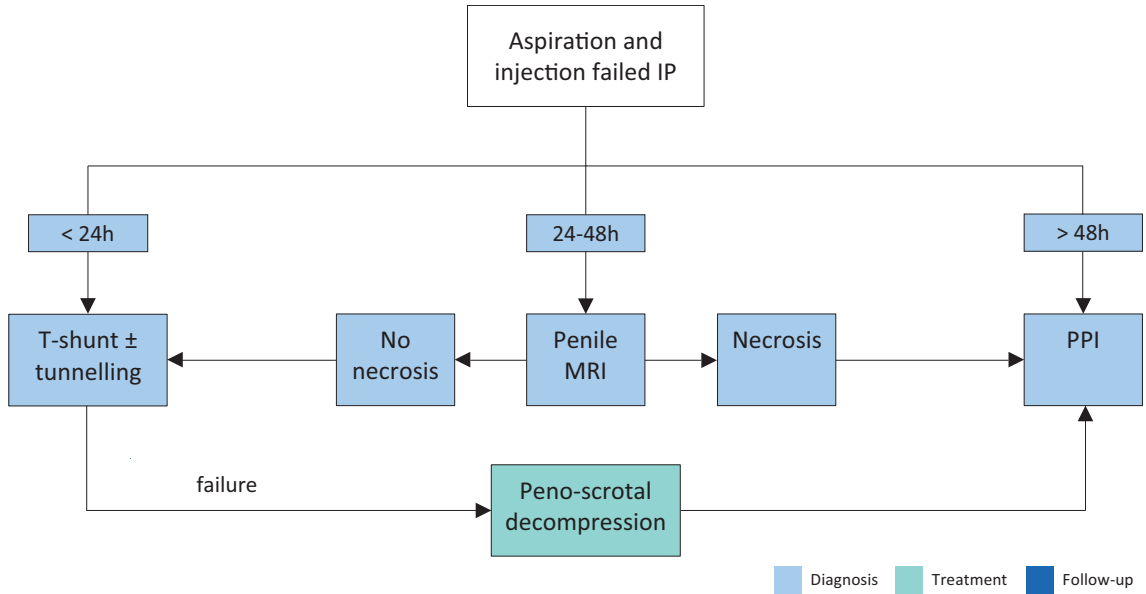 Aspiration and
injection failed IP
< 24h
24-48h
> 48h
T-shunt ±
tunnelling
No
necrosis
Penile
MRI
Necrosis
PPI
failure
Peno-scrotal
decompression
Diagnosis
Treatment
Follow-up